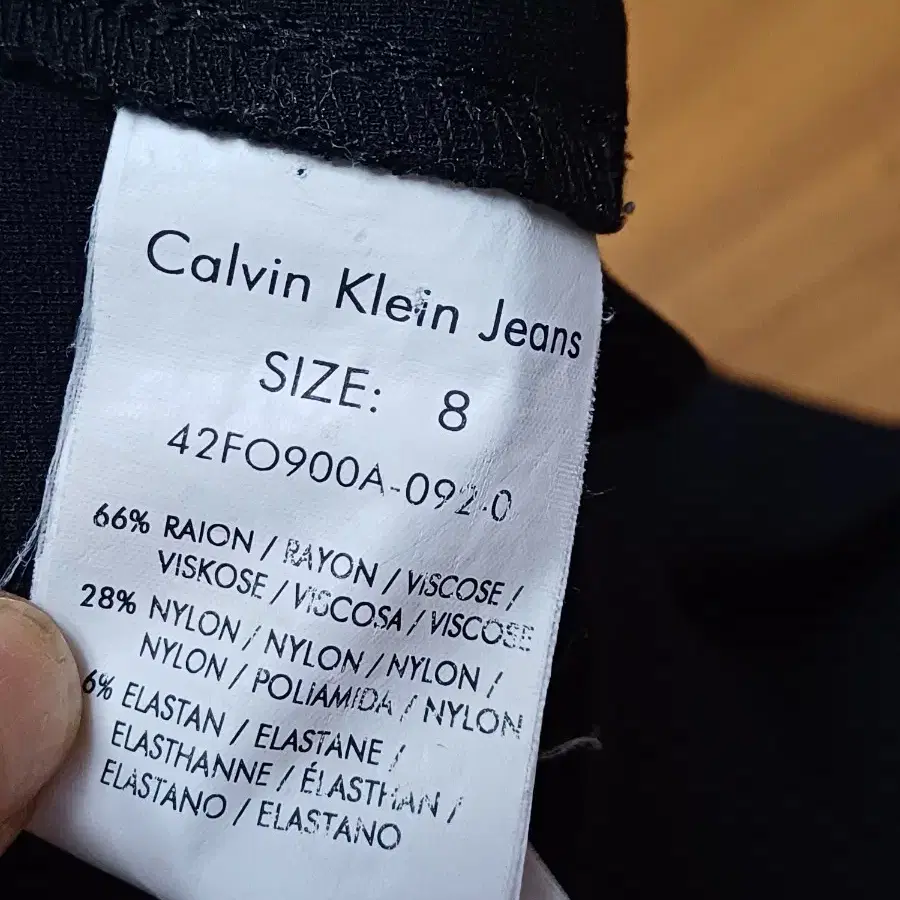 Calvin Klein Jeans
SIZE: 8
42FO900A-092-0
66% RAION / RAYON / VISCOSE /
VISKOSE / VISCOSA / VISCOSE
28% NYLON / NYLON / NYLON /
NYLON / POLIAMIDA / NYLON
6% ELASTAN / ELASTANE /
ELASTHANNE / ÉLASTHAN /
ELASTANO / ELASTANO